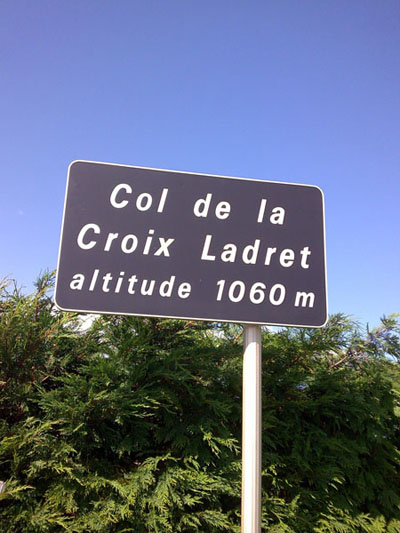 Col de la
Croix Ladret
altitude 1060 m